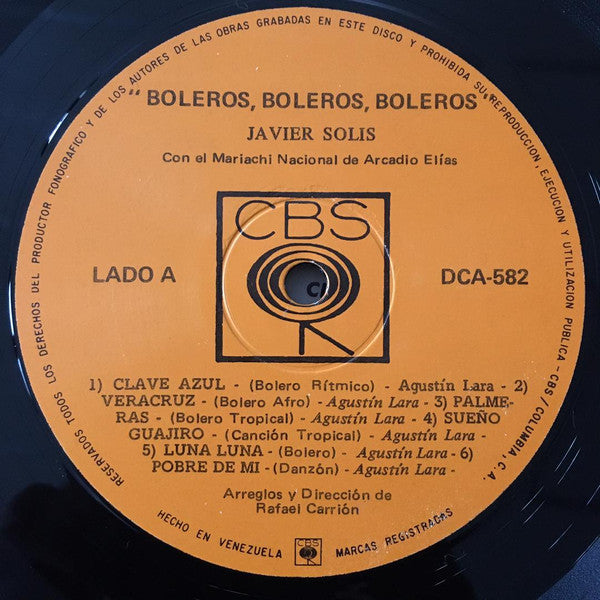 RESERVADOS TODOS LOS DERECHOS DEL PRODUCTOR FONOGRAFICO Y DE LOS AUTORES DE LAS OBRAS GRABADAS EN ESTE DISCO Y PROHIBIDA SU REPRODUCCION, EJECUCION Y UTILIZACION PUBLICA - CBS / COLUMBIA, C. A.
"BOLEROS, BOLEROS, BOLEROS"
JAVIER SOLIS
Con el Mariachi Nacional de Arcadio Elías
CBS
LADO A
DCA-582
1) CLAVE AZUL - (Bolero Rítmico) - Agustín Lara - 2)
VERACRUZ - (Bolero Afro) - Agustín Lara - 3) PALME-
RAS - (Bolero Tropical) - Agustín Lara - 4) SUEÑO
GUAJIRO - (Canción Tropical) - Agustín Lara -
5) LUNA LUNA - (Bolero) - Agustín Lara - 6)
POBRE DE MI - (Danzón) - Agustín Lara -
Arreglos y Dirección de
Rafael Carrión
HECHO EN VENEZUELA
CBS
MARCAS REGISTRADAS